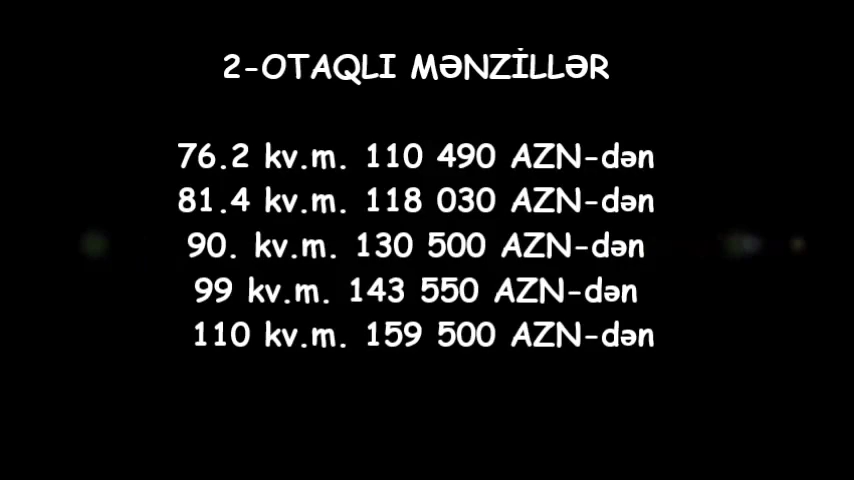 2-OTAQLI MƏNZİLLƏR
76.2 kv.m. 110 490 AZN-dən
81.4 kv.m. 118 030 AZN-dən
90. kv.m. 130 500 AZN-dən
99 kv.m. 143 550 AZN-dən
110 kv.m. 159 500 AZN-dən